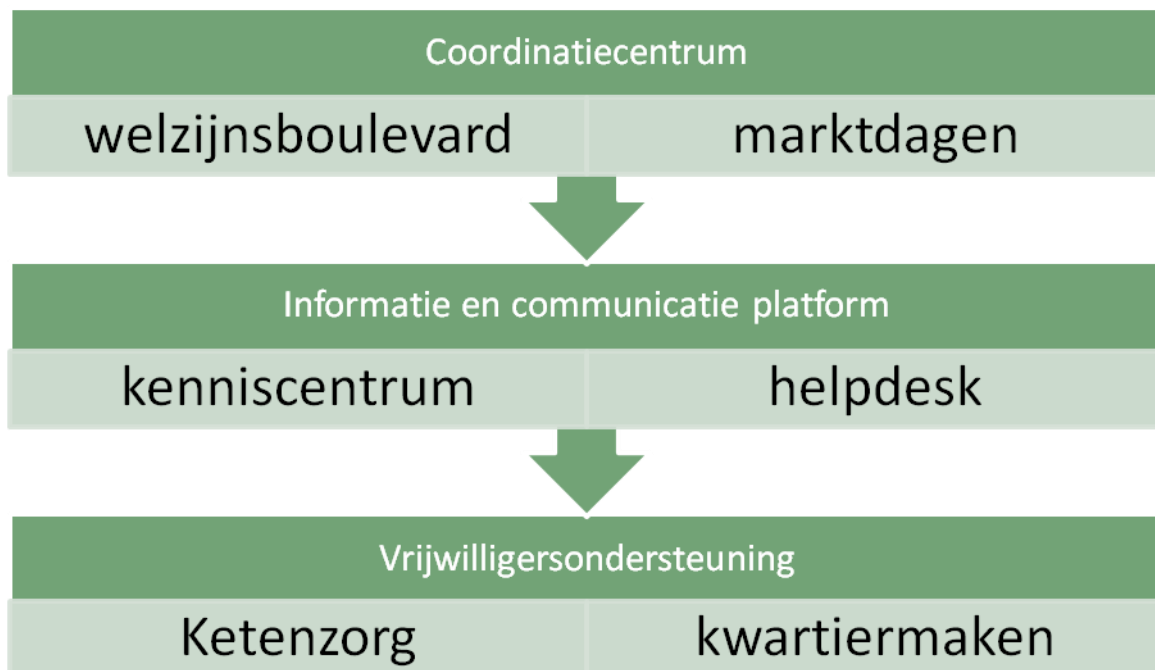 Coordinatiecentrum
welzijnsboulevard marktdagen
Informatie en communicatie platform
kenniscentrum helpdesk
Vrijwilligersondersteuning
Ketenzorg kwartiermaken